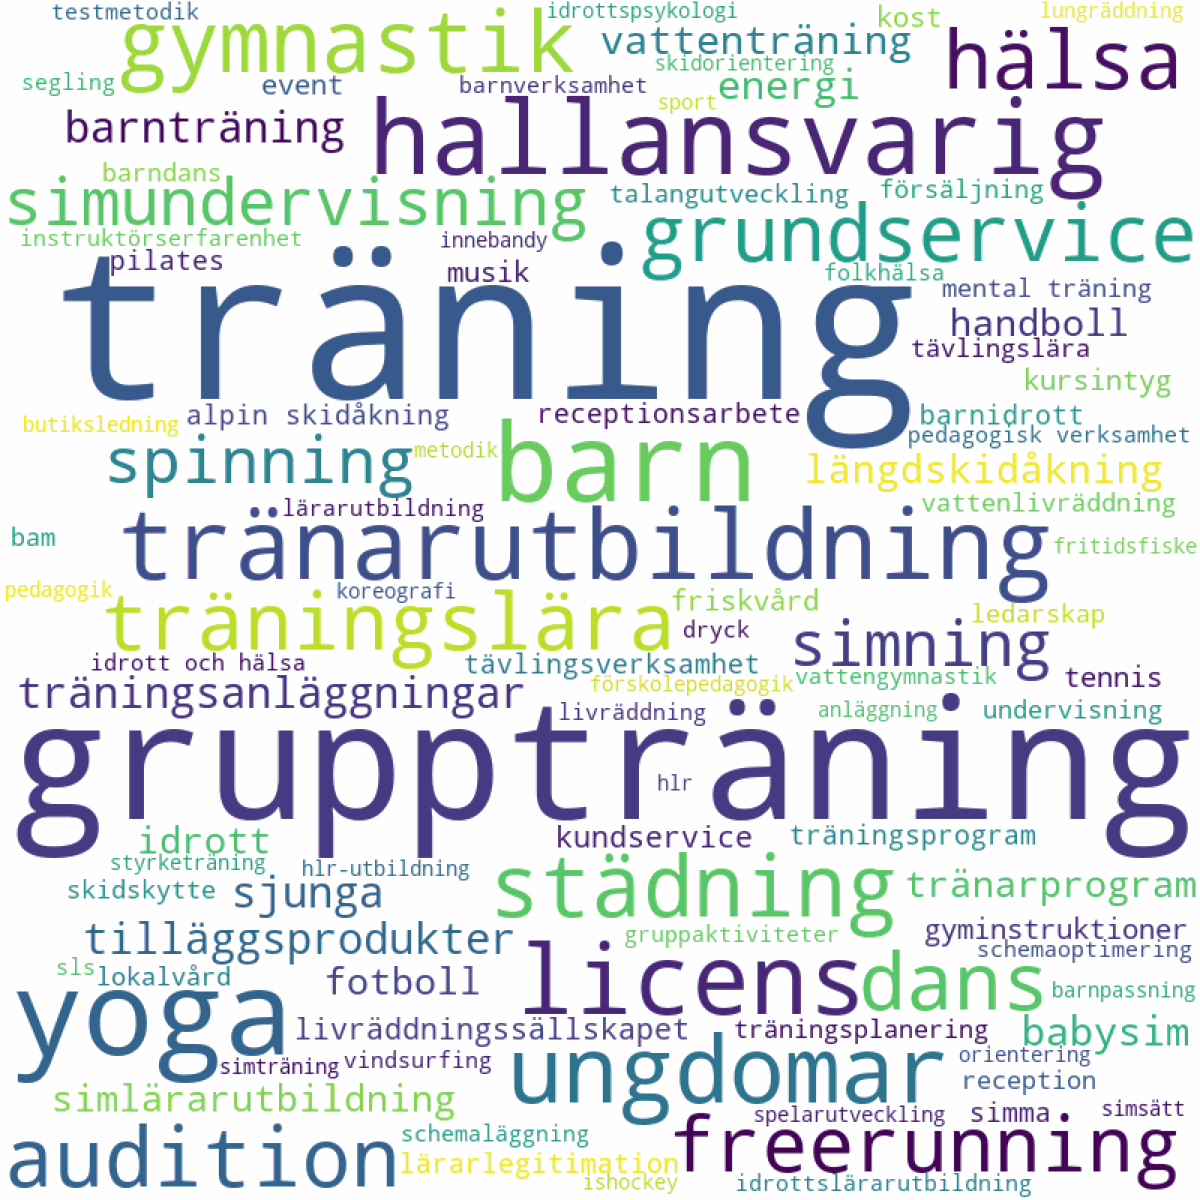 testmetodik
gymnastik
idrottspsykologi
kost
lungräddning
vattenträning
hälsa
segling
event
barnverksamhet
skidorientering
energi
sport
barnträning
hallansvarig
barndans
simundervisning
talangutveckling
försäljning
grundservice
instruktörserfarenhet
innebandy
pilates
musik
folkhälsa
träning
mental träning
handboll
tävlingslära
kursintyg
butiksledning
alpin skidåkning
receptionsarbete
barnidrott
spinning
metodik
barn
pedagogisk verksamhet
längdskidåkning
lärarutbildning
vattenlivräddning
bam
tränarutbildning
fritidsfiske
pedagogik
koreografi
träningslära
friskvård
ledarskap
dryck
simning
idrott och hälsa
tävlingsverksamhet
träningsanläggningar
förskolepedagogik
vattengymnastik
tennis
livräddning
anläggning
undervisning
gruppträning
hlr
idrott
kundservice
träningsprogram
styrketräning
hlr-utbildning
skidskytte
sjunga
städning
tränarprogram
tilläggsprodukter
gruppaktiviteter
gyminstruktioner
schemaoptimering
sls
lokalvård
fotboll
licens
dans
barnpassning
yoga
livräddningssällskapet
träningsplanering
babysim
simträning
vindsurfing
ungdomar
orientering
reception
simlärarutbildning
spelarutveckling
simma
simsätt
audition
schemaläggning
freerunning
lärarlegitimation
ishockey
idrottslärarutbildning